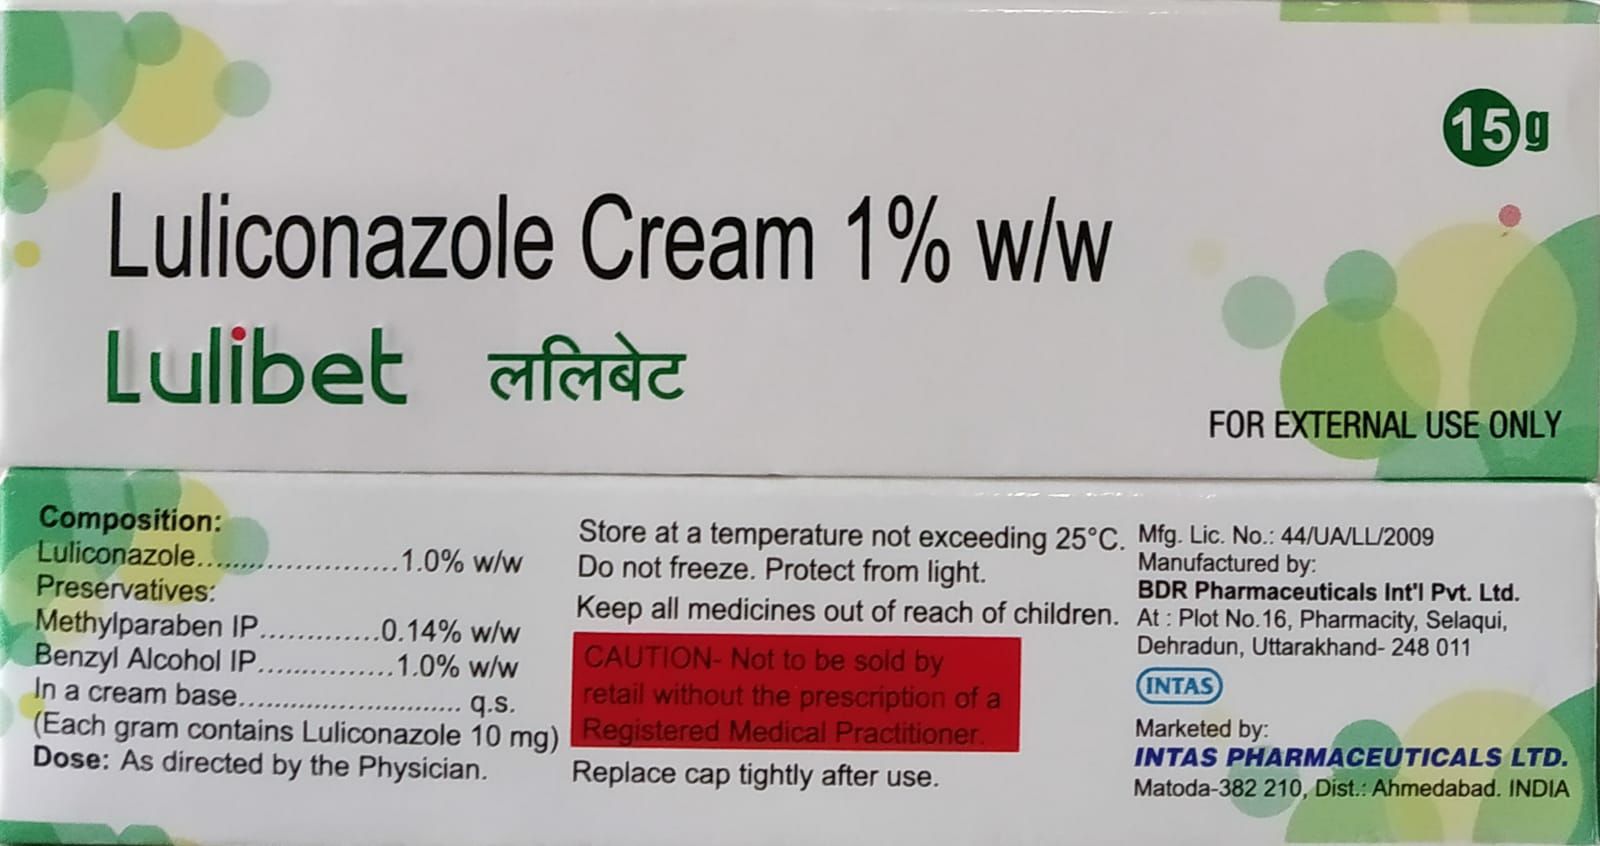 15g
Luliconazole Cream 1% w/w
Lulibet ललिबेट
FOR EXTERNAL USE ONLY
Composition:
Luliconazole.......................1.0% w/w
Preservatives:
Methylparaben IP.............0.14% w/w
Benzyl Alcohol IP...............1.0% w/w
In a cream base.......................... q.s.
(Each gram contains Luliconazole 10 mg)
Dose: As directed by the Physician.
Store at a temperature not exceeding 25°C.
Do not freeze. Protect from light.
Keep all medicines out of reach of children.
CAUTION- Not to be sold by
retail without the prescription of a
Registered Medical Practitioner.
Replace cap tightly after use.
Mfg. Lic. No.: 44/UA/LL/2009
Manufactured by:
BDR Pharmaceuticals Int'l Pvt. Ltd.
At : Plot No.16, Pharmacity, Selaqui,
Dehradun, Uttarakhand- 248 011
INTAS
Marketed by:
INTAS PHARMACEUTICALS LTD.
Matoda-382 210, Dist.: Ahmedabad. INDIA